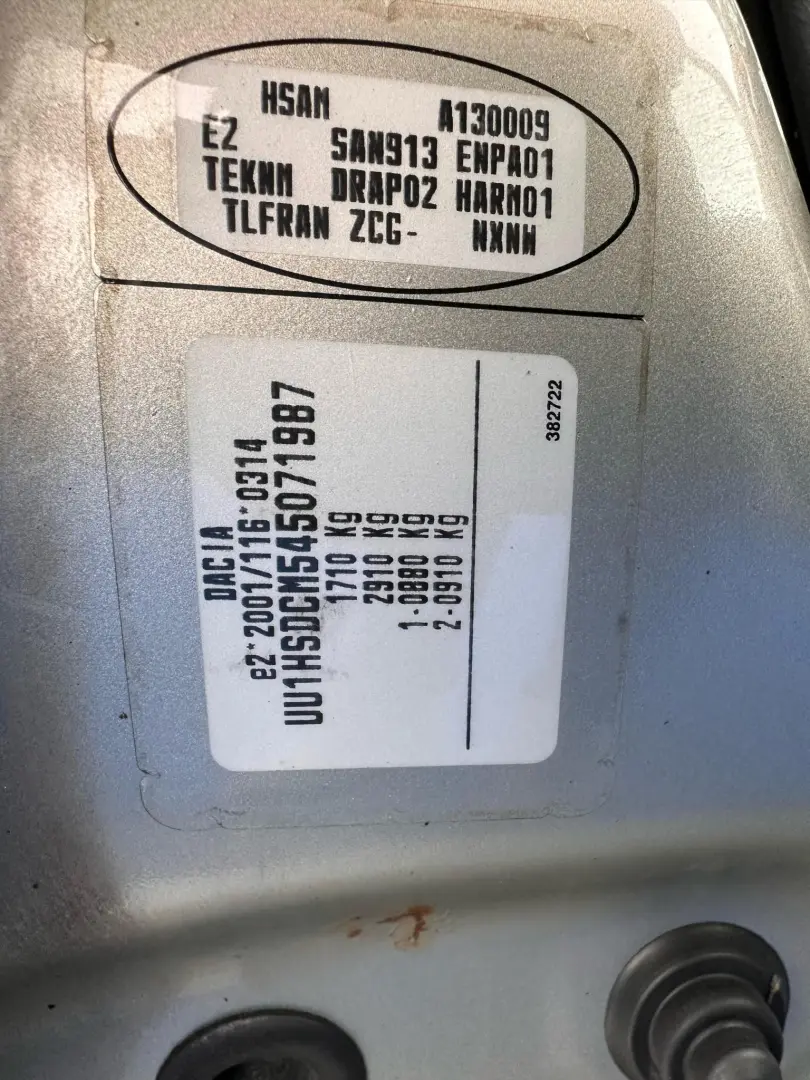 HSAN A130009
E2 SAN913 ENPA01
TEKNM DRAP02 HARM01
TLFRAN ZCG- NXNM
DACIA
e2*2001/116*0314
UU1HSDCM545071987
1710 Kg
2910 Kg
1-0880 Kg
2-0910 Kg
382722